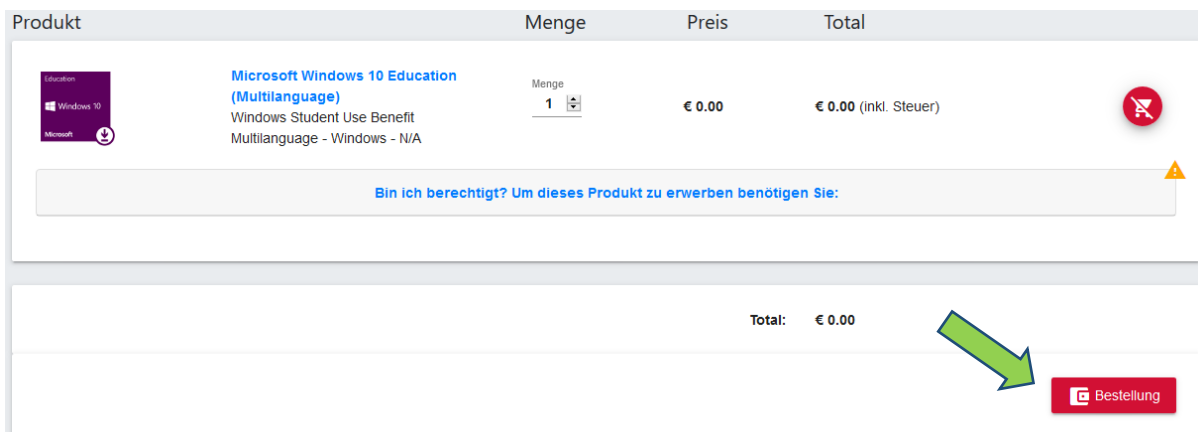 Produkt Menge Preis Total
Education
Windows 10
Microsoft
Microsoft Windows 10 Education
(Multilanguage)
Windows Student Use Benefit
Multilanguage - Windows - N/A
Menge
1
€ 0.00
€ 0.00 (inkl. Steuer)
Bin ich berechtigt? Um dieses Produkt zu erwerben benötigen Sie:
Total: € 0.00
Bestellung